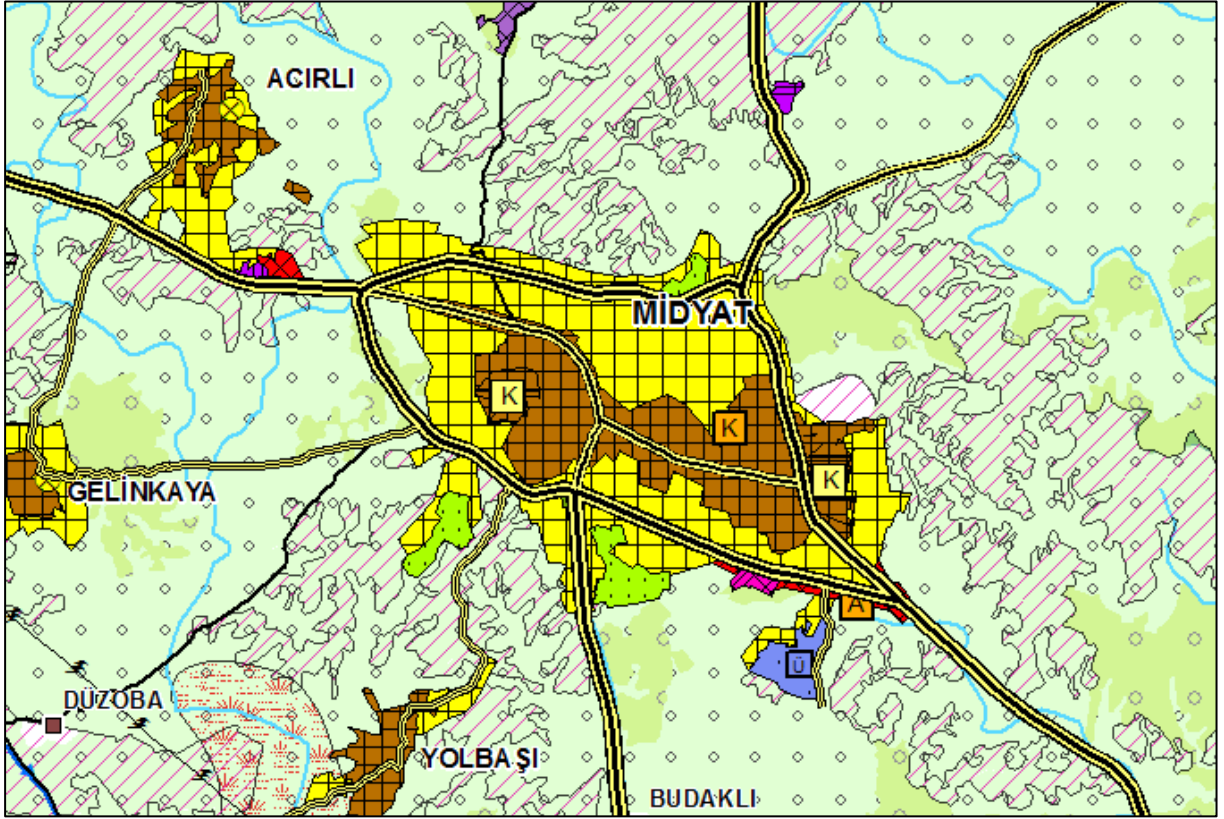 ACIRLI
MİDYAT
K
K
K
GELİNKAYA
A
Ü
DÜZOBA
YOLBAŞI
BUDAKLI